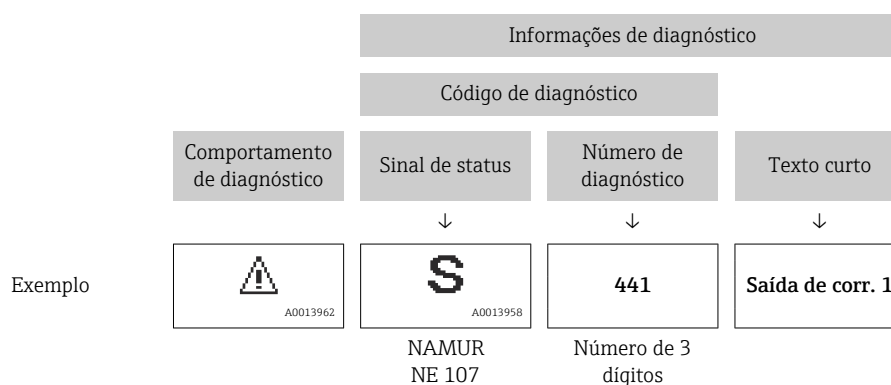 Informações de diagnóstico
Código de diagnóstico
Comportamento
de diagnóstico
Sinal de status
Número de
diagnóstico
Texto curto
↓ ↓ ↓
Exemplo
A0013962
S
A0013958
441
Saída de corr. 1
NAMUR
NE 107
Número de 3
dígitos